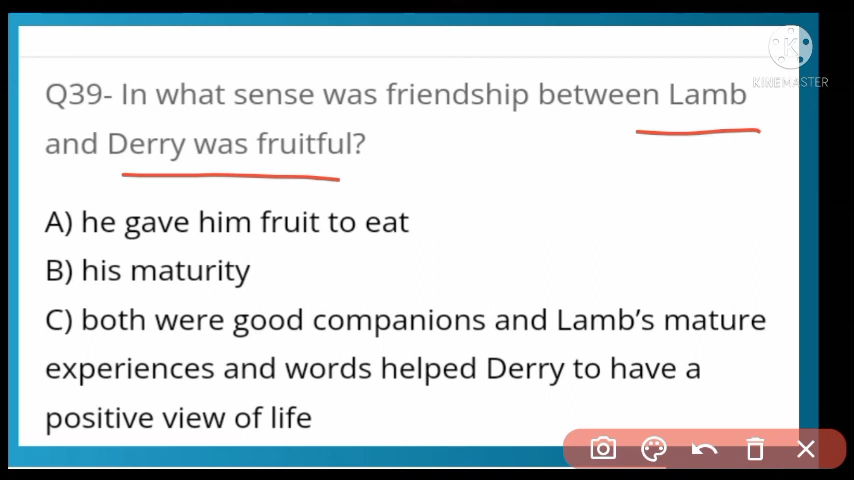 KINEMASTER
Q39- In what sense was friendship between Lamb
and Derry was fruitful?
A) he gave him fruit to eat
B) his maturity
C) both were good companions and Lamb’s mature
experiences and words helped Derry to have a
positive view of life